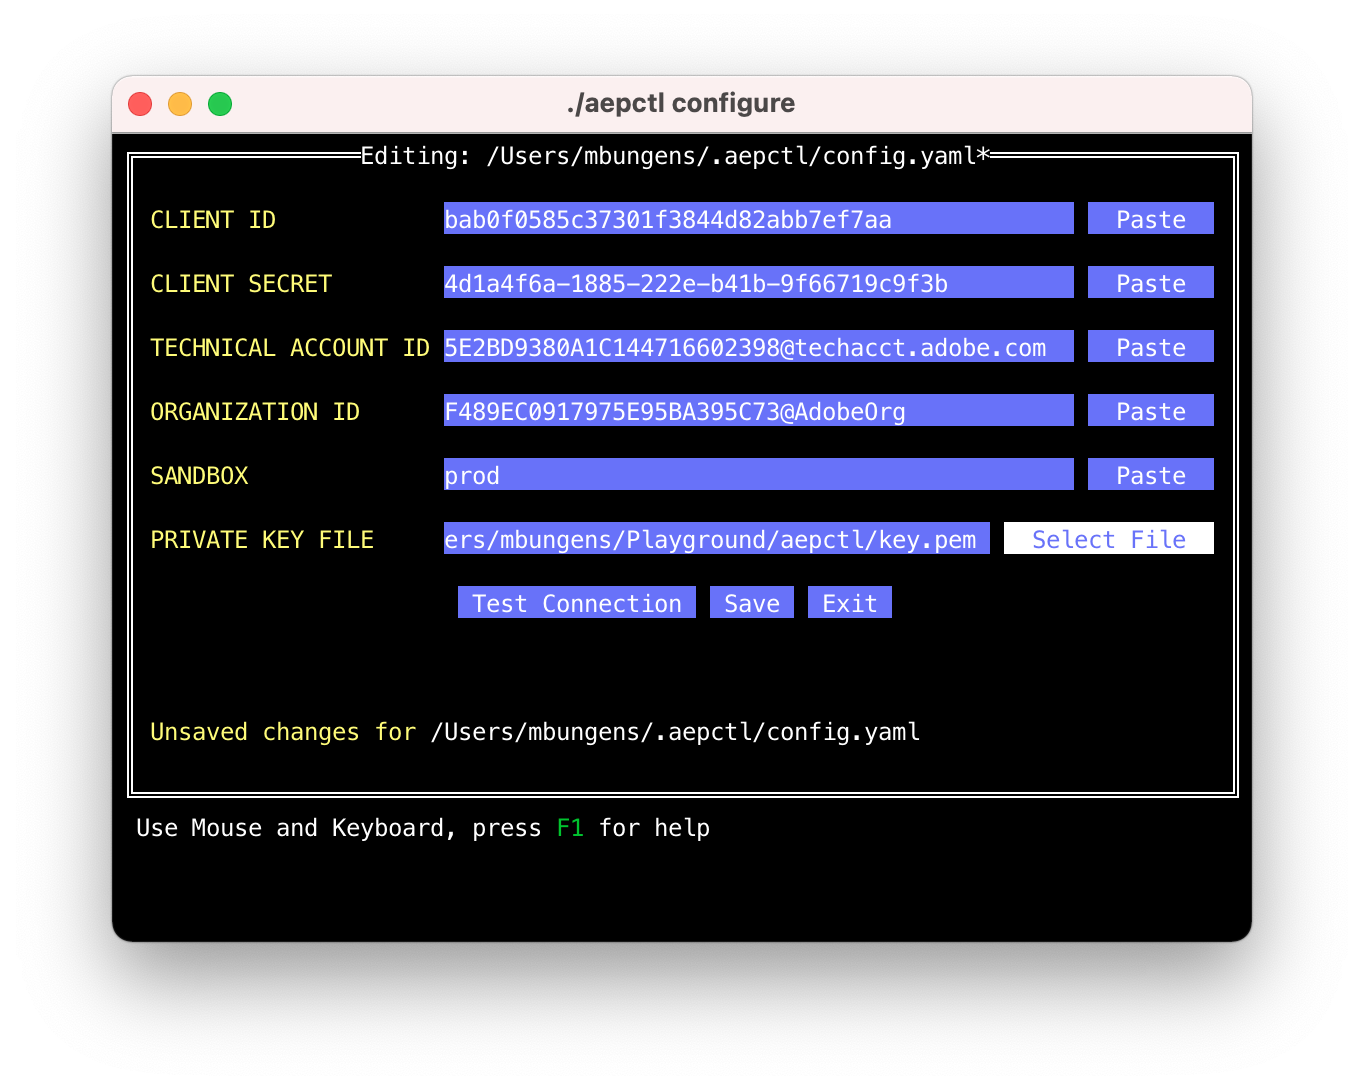 ./aepctl configure
Editing: /Users/mbungens/.aepctl/config.yaml*
CLIENT ID bab0f0585c37301f3844d82abb7ef7aa Paste
CLIENT SECRET 4d1a4f6a-1885-222e-b41b-9f66719c9f3b Paste
TECHNICAL ACCOUNT ID 5E2BD9380A1C144716602398@techacct.adobe.com Paste
ORGANIZATION ID F489EC0917975E95BA395C73@AdobeOrg Paste
SANDBOX prod Paste
PRIVATE KEY FILE ers/mbungens/Playground/aepctl/key.pem Select File
Test Connection Save Exit
Unsaved changes for /Users/mbungens/.aepctl/config.yaml
Use Mouse and Keyboard, press F1 for help